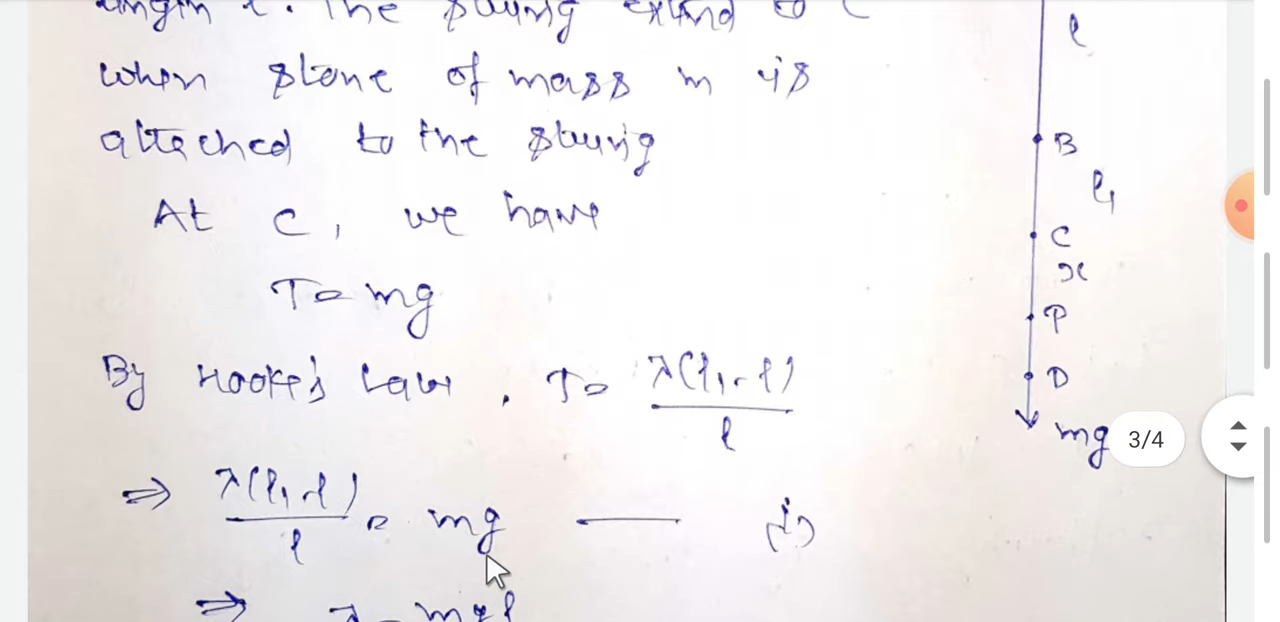 length l. The string extend to C
when stone of mass m is
attached to the string
At C, we have
T = mg
By Hooke's Law, T = λ(l₁-l)/l
⇒ λ(l₁-l)/l = mg —— (i)
⇒ λ = mgl
l
B
l₁
C
x
P
D
mg
3/4